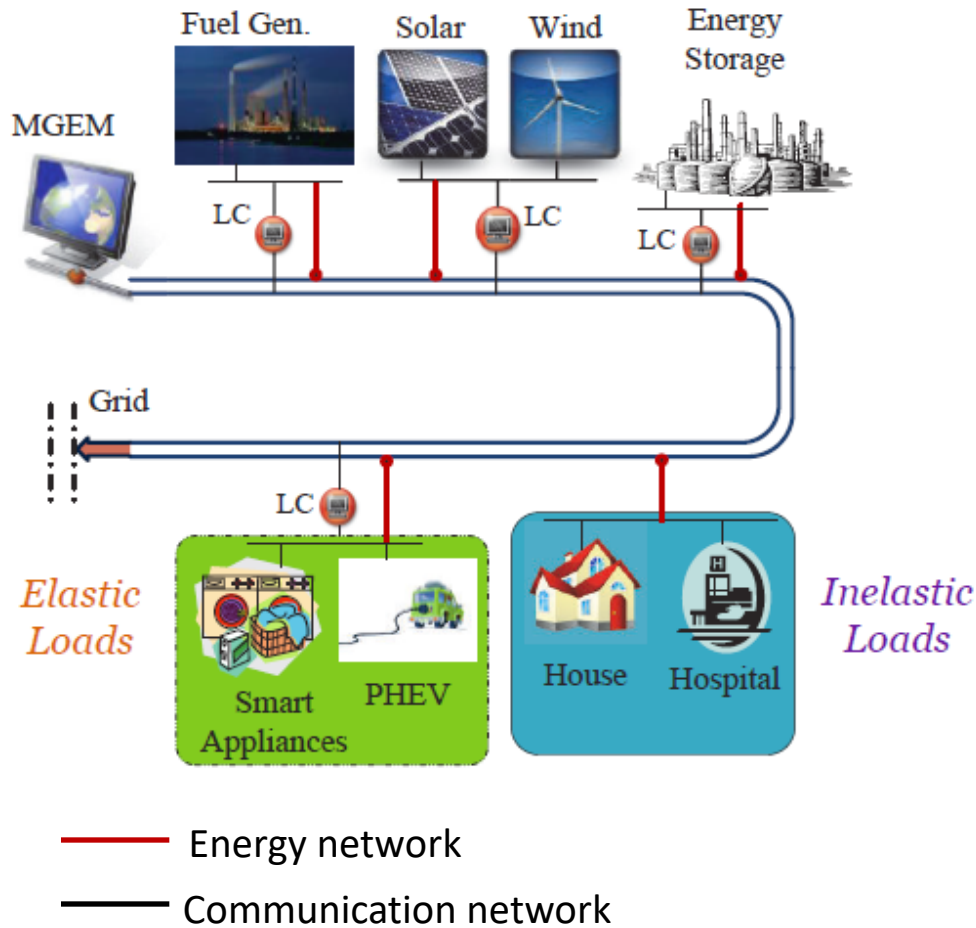 Fuel Gen.
Solar
Wind
Energy
Storage
MGEM
LC
LC
LC
Grid
LC
Elastic
Loads
Smart
Appliances
PHEV
House
H
Hospital
Inelastic
Loads
Energy network
Communication network